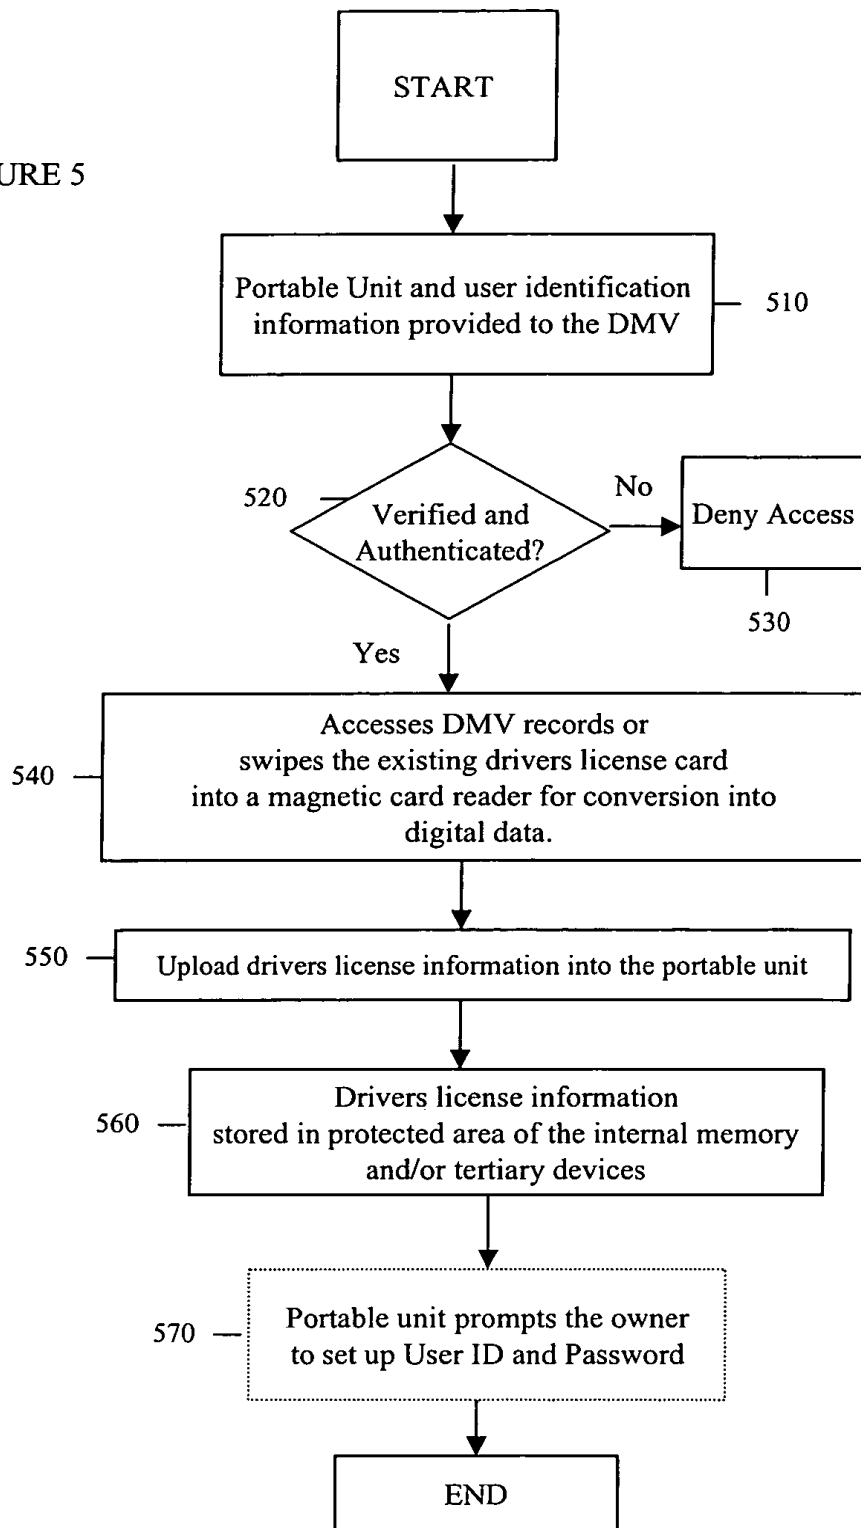 START
URE 5
Portable Unit and user identification
information provided to the DMV
510
520
Verified and
Authenticated?
No
Deny Access
530
Yes
540
Accesses DMV records or
swipes the existing drivers license card
into a magnetic card reader for conversion into
digital data.
550
Upload drivers license information into the portable unit
560
Drivers license information
stored in protected area of the internal memory
and/or tertiary devices
570
Portable unit prompts the owner
to set up User ID and Password
END